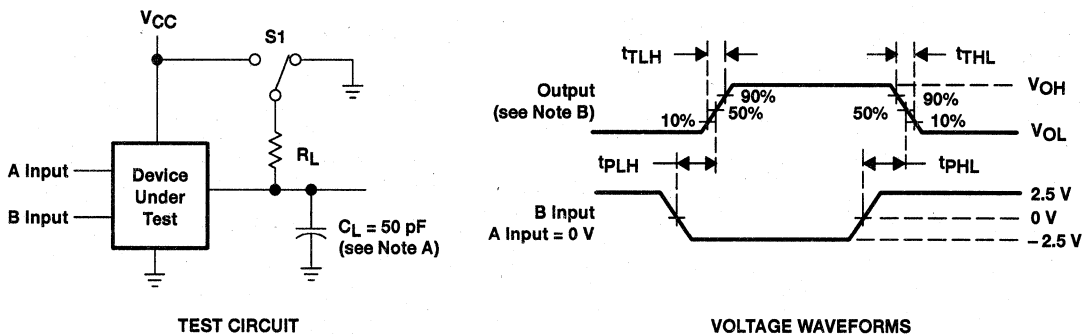 VCC
S1
RL
A Input
B Input
Device
Under
Test
CL = 50 pF
(see Note A)
TEST CIRCUIT
tTLH
tTHL
Output
(see Note B)
90%
50%
10%
90%
50%
10%
VOH
VOL
tPLH
tPHL
B Input
A Input = 0 V
2.5 V
0 V
– 2.5 V
VOLTAGE WAVEFORMS